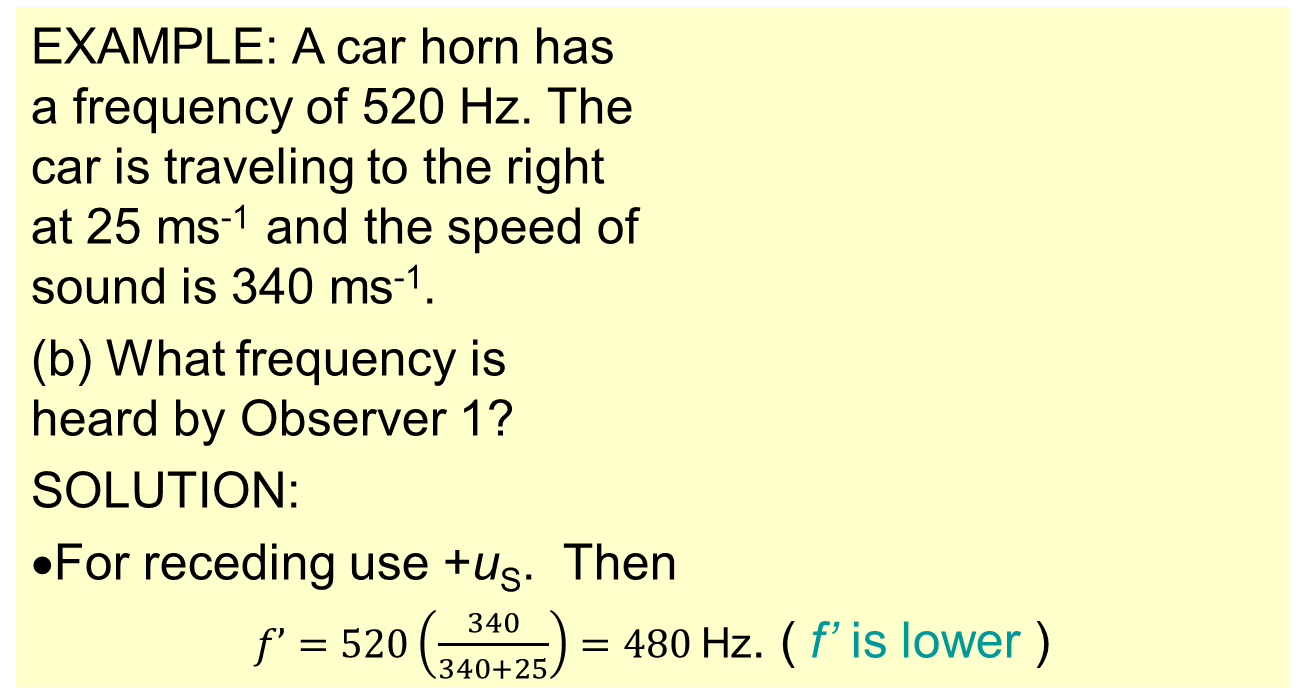 EXAMPLE: A car horn has
a frequency of 520 Hz. The
car is traveling to the right
at 25 ms⁻¹ and the speed of
sound is 340 ms⁻¹.
(b) What frequency is
heard by Observer 1?
SOLUTION:
•For receding use +uₛ. Then
f’ = 520 (340/(340+25)) = 480 Hz. ( f’ is lower )